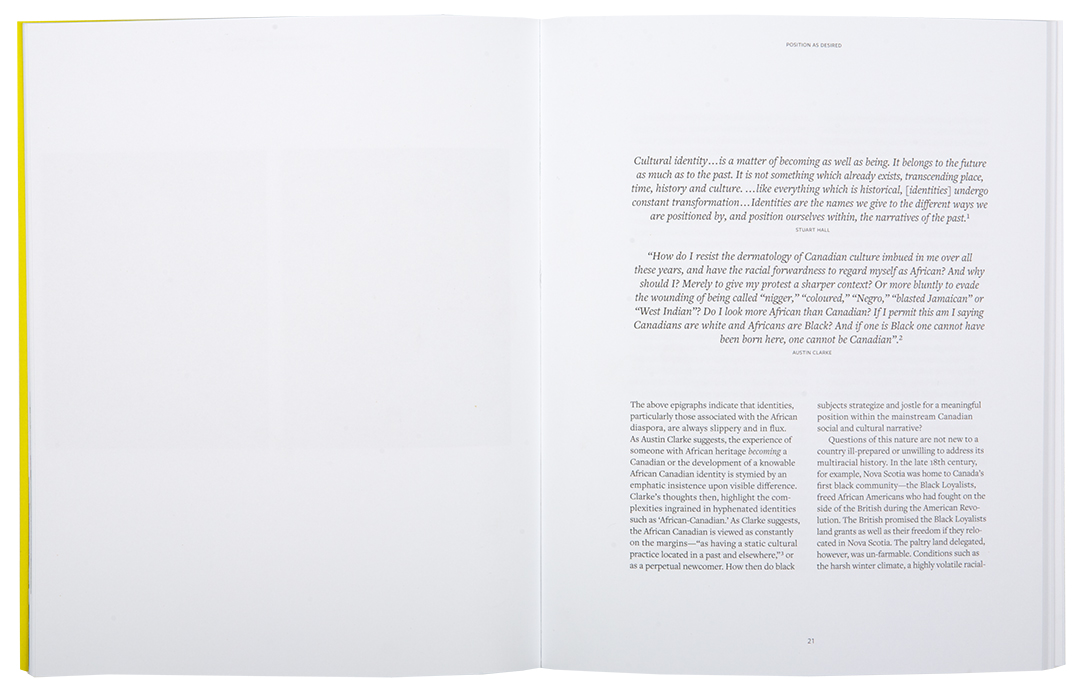 POSITION AS DESIRED
Cultural identity…is a matter of becoming as well as being. It belongs to the future
as much as to the past. It is not something which already exists, transcending place,
time, history and culture. …like everything which is historical, [identities] undergo
constant transformation…Identities are the names we give to the different ways we
are positioned by, and position ourselves within, the narratives of the past.¹
STUART HALL
“How do I resist the dermatology of Canadian culture imbued in me over all
these years, and have the racial forwardness to regard myself as African? And why
should I? Merely to give my protest a sharper context? Or more bluntly to evade
the wounding of being called “nigger,” “coloured,” “Negro,” “blasted Jamaican” or
“West Indian”? Do I look more African than Canadian? If I permit this am I saying
Canadians are white and Africans are Black? And if one is Black one cannot have
been born here, one cannot be Canadian”.²
AUSTIN CLARKE
The above epigraphs indicate that identities,
particularly those associated with the African
diaspora, are always slippery and in flux.
As Austin Clarke suggests, the experience of
someone with African heritage becoming a
Canadian or the development of a knowable
African Canadian identity is stymied by an
emphatic insistence upon visible difference.
Clarke’s thoughts then, highlight the com-
plexities ingrained in hyphenated identities
such as ‘African-Canadian.’ As Clarke suggests,
the African Canadian is viewed as constantly
on the margins—“as having a static cultural
practice located in a past and elsewhere,”³ or
as a perpetual newcomer. How then do black
subjects strategize and jostle for a meaningful
position within the mainstream Canadian
social and cultural narrative?
Questions of this nature are not new to a
country ill-prepared or unwilling to address its
multiracial history. In the late 18th century,
for example, Nova Scotia was home to Canada’s
first black community—the Black Loyalists,
freed African Americans who had fought on the
side of the British during the American Revo-
lution. The British promised the Black Loyalists
land grants as well as their freedom if they relo-
cated in Nova Scotia. The paltry land delegated,
however, was un-farmable. Conditions such as
the harsh winter climate, a highly volatile racial-
21